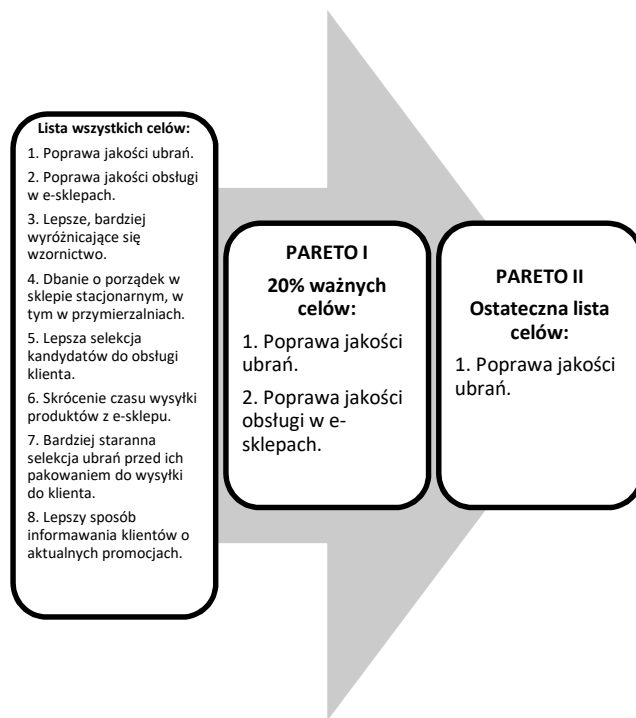 Lista wszystkich celów:
1. Poprawa jakości ubrań.
2. Poprawa jakości obsługi
w e-sklepach.
3. Lepsze, bardziej
wyróżnicające się
wzornictwo.
4. Dbanie o porządek w
sklepie stacjonarnym, w
tym w przymierzalniach.
5. Lepsza selekcja
kandydatów do obsługi
klienta.
6. Skrócenie czasu wysyłki
produktów z e-sklepu.
7. Bardziej staranna
selekcja ubrań przed ich
pakowaniem do wysyłki
do klienta.
8. Lepszy sposób
informawania klientów o
aktualnych promocjach.
PARETO I
20% ważnych
celów:
1. Poprawa jakości
ubrań.
2. Poprawa jakości
obsługi w e-
sklepach.
PARETO II
Ostateczna lista
celów:
1. Poprawa jakości
ubrań.